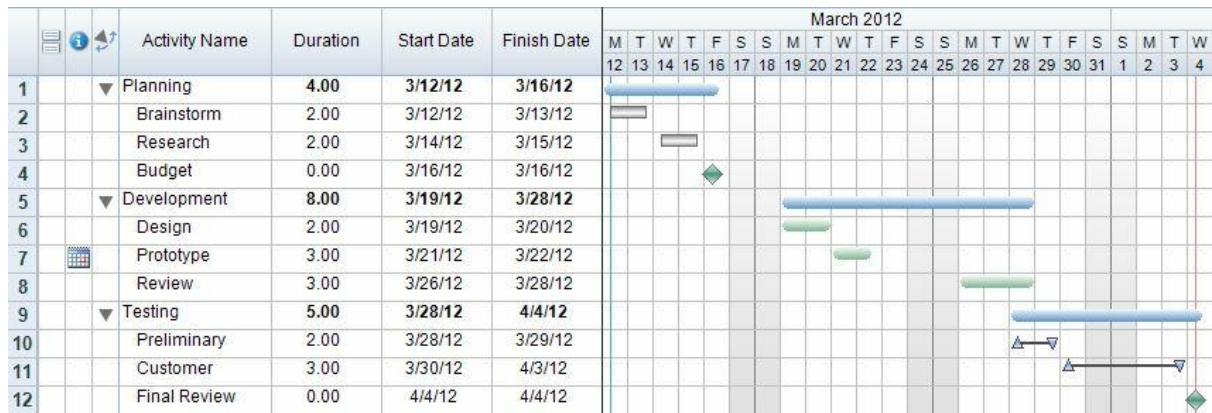 March 2012
Activity Name Duration Start Date Finish Date M T W T F S S M T W T F S S M T W T F S S M T W
12 13 14 15 16 17 18 19 20 21 22 23 24 25 26 27 28 29 30 31 1 2 3 4
1 Planning 4.00 3/12/12 3/16/12
2 Brainstorm 2.00 3/12/12 3/13/12
3 Research 2.00 3/14/12 3/15/12
4 Budget 0.00 3/16/12 3/16/12
5 Development 8.00 3/19/12 3/28/12
6 Design 2.00 3/19/12 3/20/12
7 Prototype 3.00 3/21/12 3/22/12
8 Review 3.00 3/26/12 3/28/12
9 Testing 5.00 3/28/12 4/4/12
10 Preliminary 2.00 3/28/12 3/29/12
11 Customer 3.00 3/30/12 4/3/12
12 Final Review 0.00 4/4/12 4/4/12